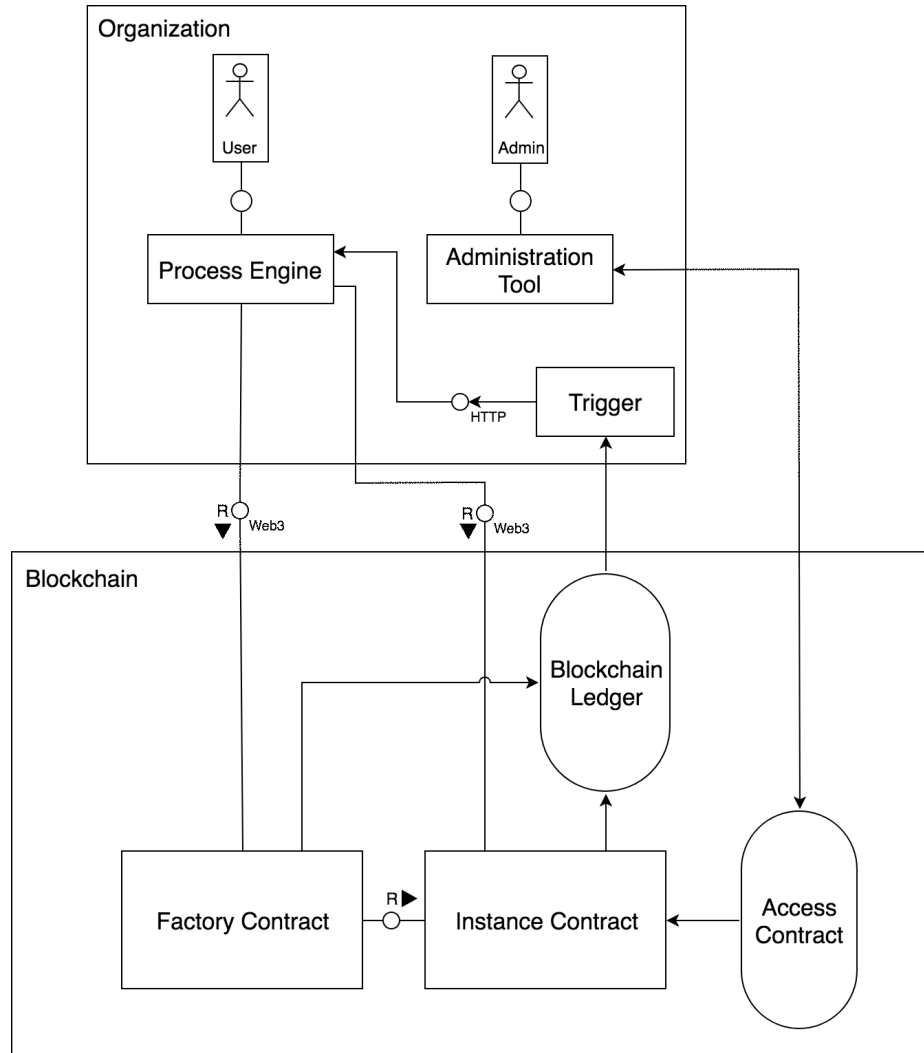 Organization
User
Admin
Process Engine
Administration
Tool
Trigger
HTTP
R
Web3
R
Web3
Blockchain
Blockchain
Ledger
R
Factory Contract
Instance Contract
Access
Contract